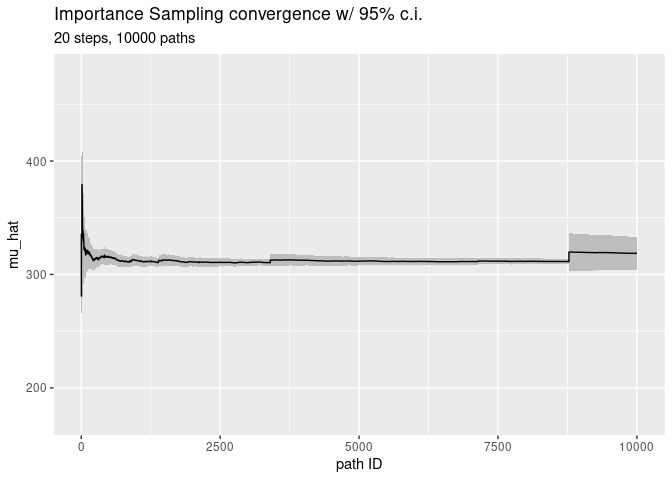 Importance Sampling convergence w/ 95% c.i.
20 steps, 10000 paths
mu_hat
400
300
200
0 2500 5000 7500 10000
path ID